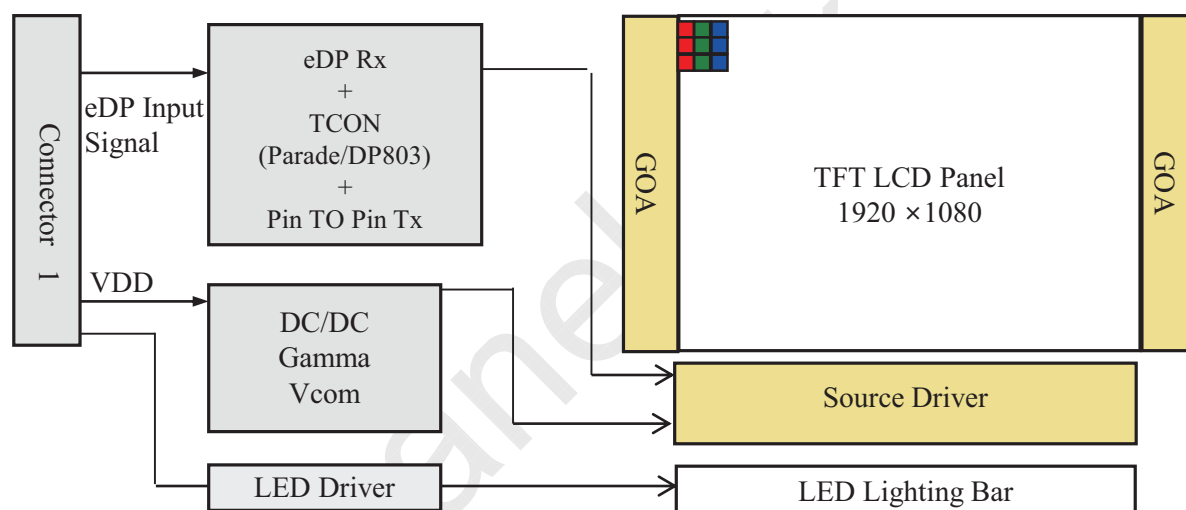 Connector 1
eDP Input
Signal
VDD
eDP Rx
+
TCON
(Parade/DP803)
+
Pin TO Pin Tx
DC/DC
Gamma
Vcom
LED Driver
GOA
TFT LCD Panel
1920 ×1080
GOA
Source Driver
LED Lighting Bar